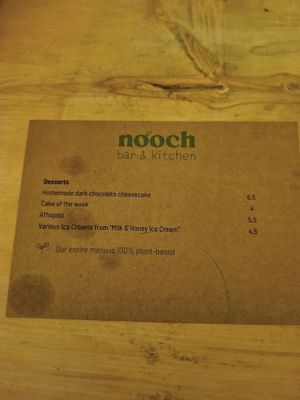 nooch
bar & kitchen
Desserts
Homemade dark chocolate cheesecake 6.5
Cake of the week 4
Affogato 5.5
Various Ice Creams from "Milk & Honey Ice Cream" 4.5
Our entire menu is 100% plant-based